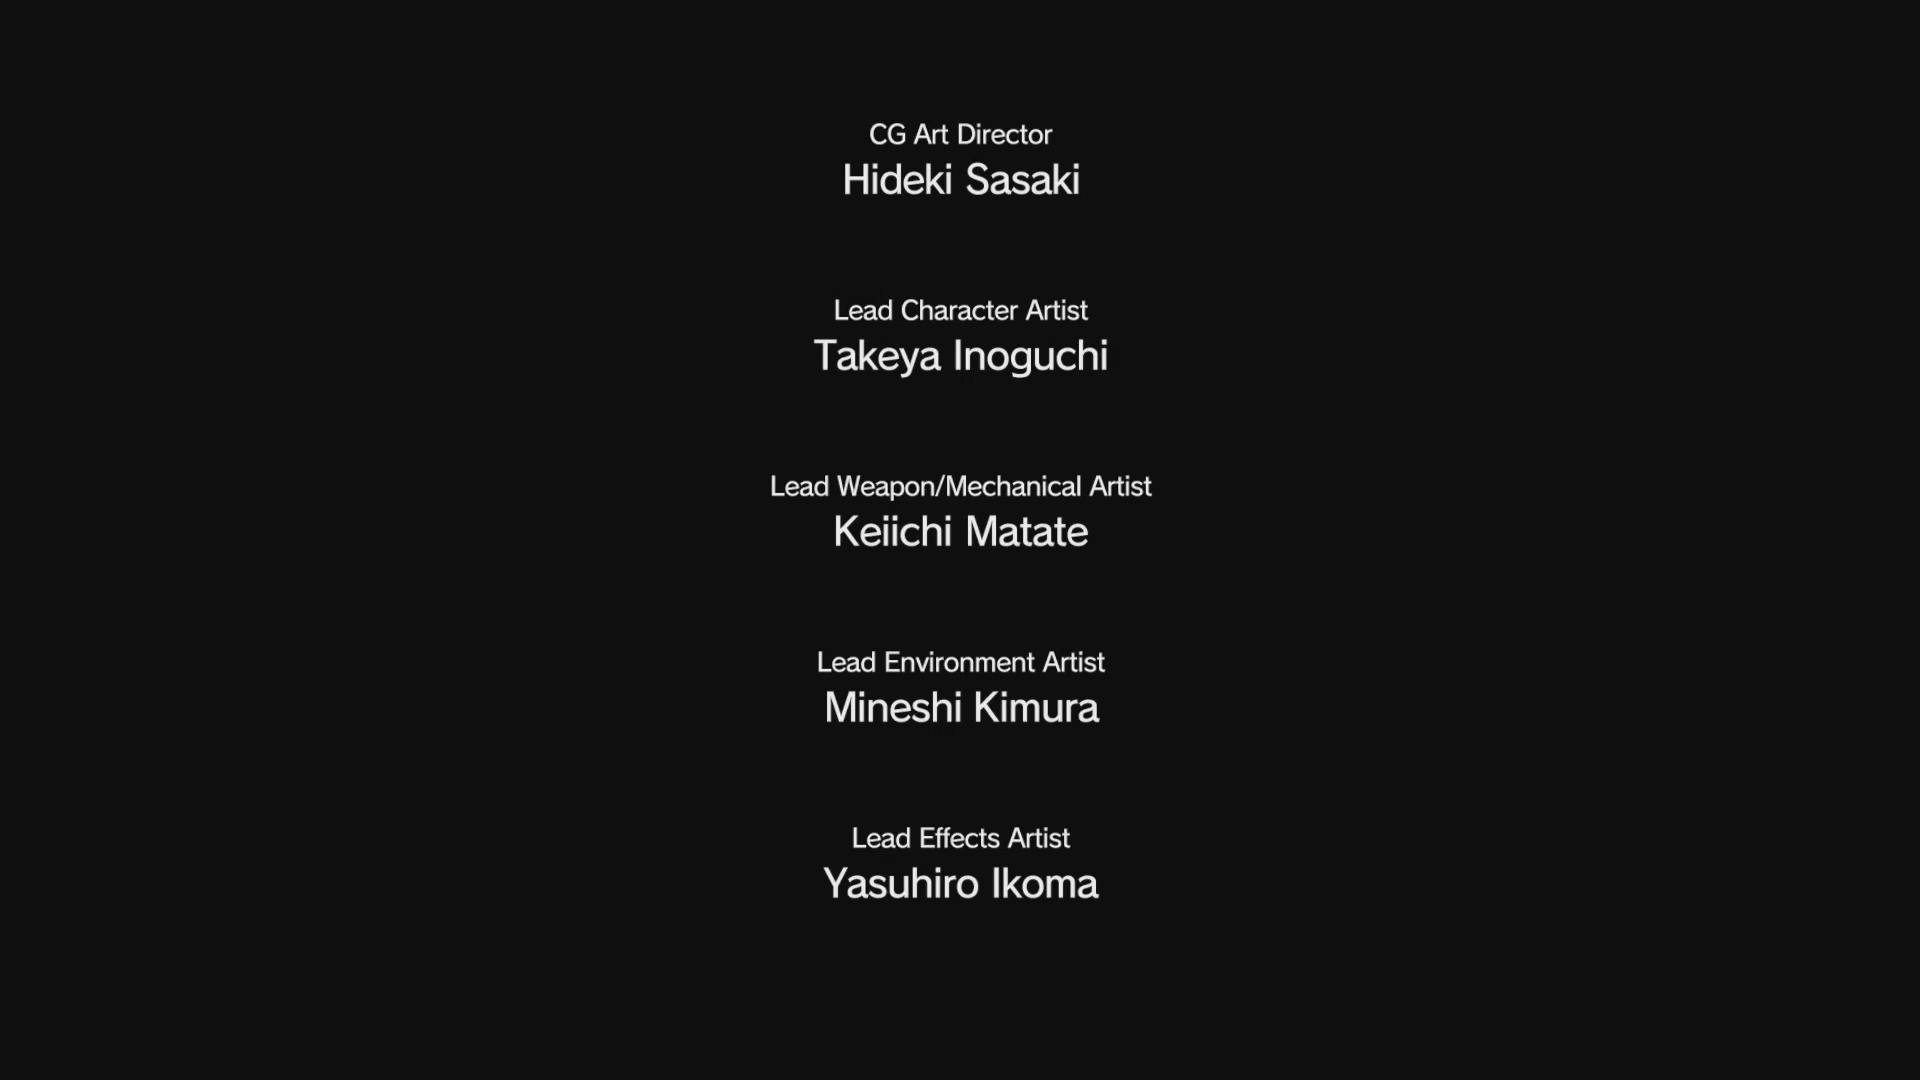 CG Art Director
Hideki Sasaki
Lead Character Artist
Takeya Inoguchi
Lead Weapon/Mechanical Artist
Keiichi Matate
Lead Environment Artist
Mineshi Kimura
Lead Effects Artist
Yasuhiro Ikoma